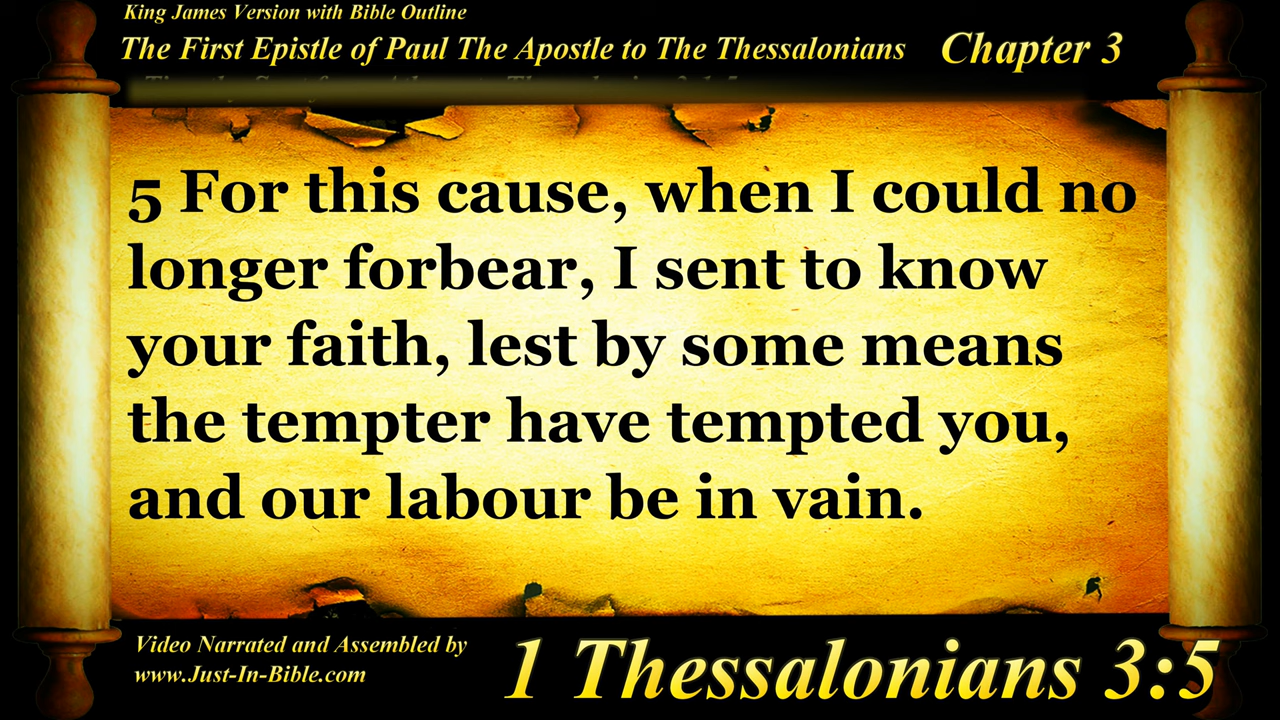 King James Version with Bible Outline
The First Epistle of Paul The Apostle to The Thessalonians Chapter 3
5 For this cause, when I could no
longer forbear, I sent to know
your faith, lest by some means
the tempter have tempted you,
and our labour be in vain.
Video Narrated and Assembled by
www.Just-In-Bible.com
1 Thessalonians 3:5